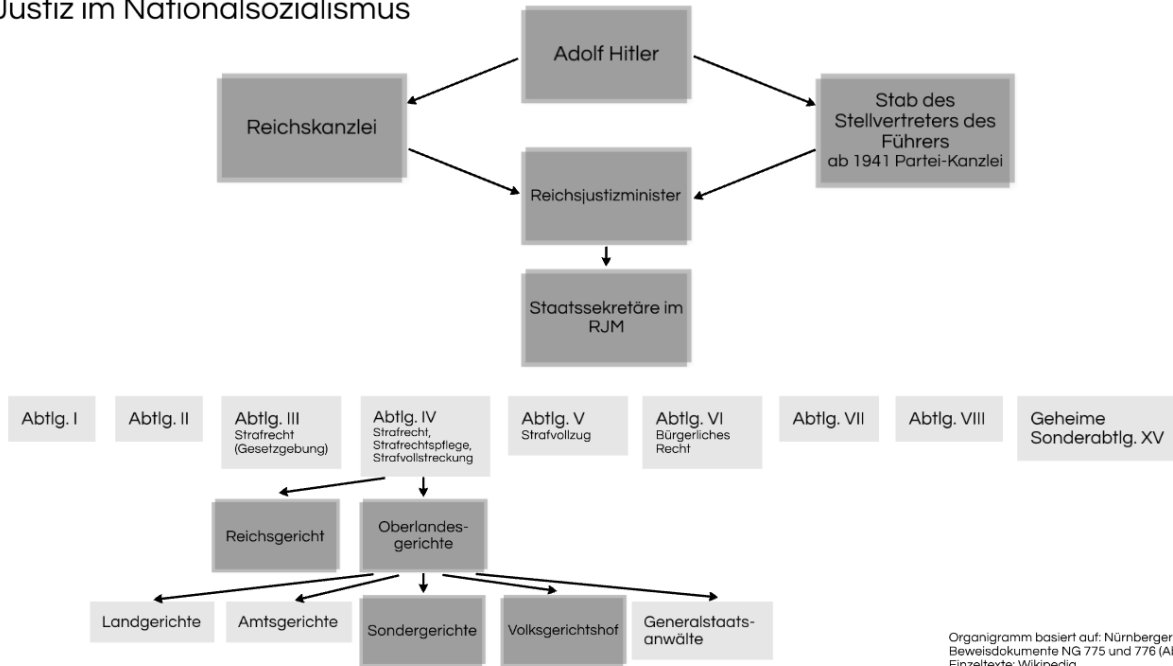 Justiz im Nationalsozialismus
Adolf Hitler
Reichskanzlei
Stab des
Stellvertreters des
Führers
ab 1941 Partei-Kanzlei
Reichsjustizminister
Staatssekretäre im
RJM
Abtlg. I
Abtlg. II
Abtlg. III
Strafrecht
(Gesetzgebung)
Abtlg. IV
Strafrecht,
Strafrechtspflege,
Strafvollstreckung
Abtlg. V
Strafvollzug
Abtlg. VI
Bürgerliches
Recht
Abtlg. VII
Abtlg. VIII
Geheime
Sonderabtlg. XV
Reichsgericht
Oberlandes-
gerichte
Landgerichte
Amtsgerichte
Sondergerichte
Volksgerichtshof
Generalstaats-
anwälte
Organigramm basiert auf: Nürnberger
Beweisdokumente NG 775 und 776
Einzeltexte: Wikipedia